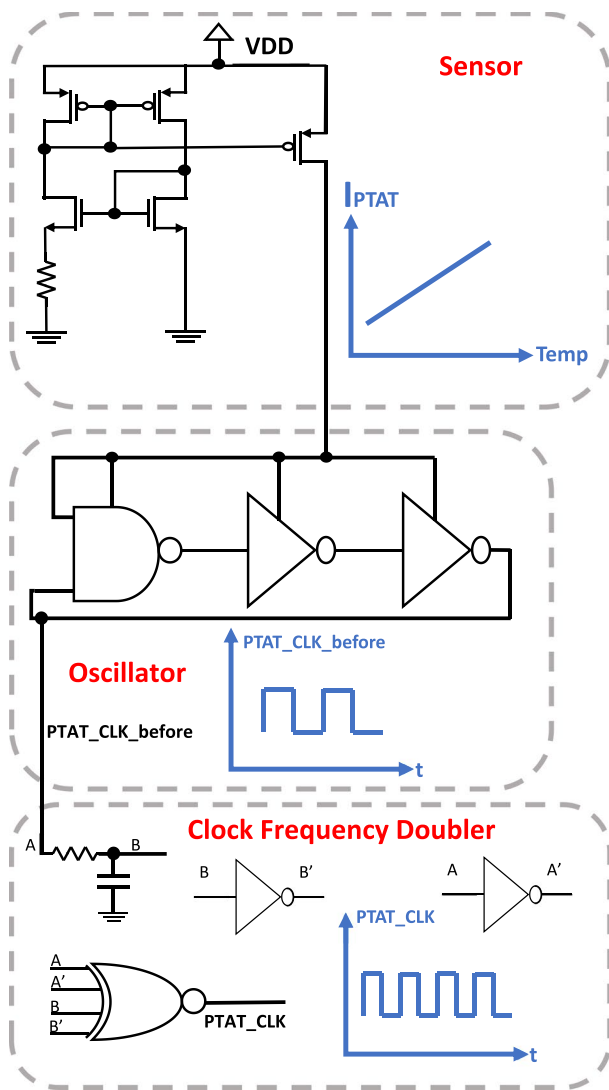 VDD
Sensor
IPTAT
Temp
PTAT_CLK_before
Oscillator
PTAT_CLK_before
t
Clock Frequency Doubler
A
B
B
B'
A
A'
PTAT_CLK
A
A'
B
B'
PTAT_CLK
t